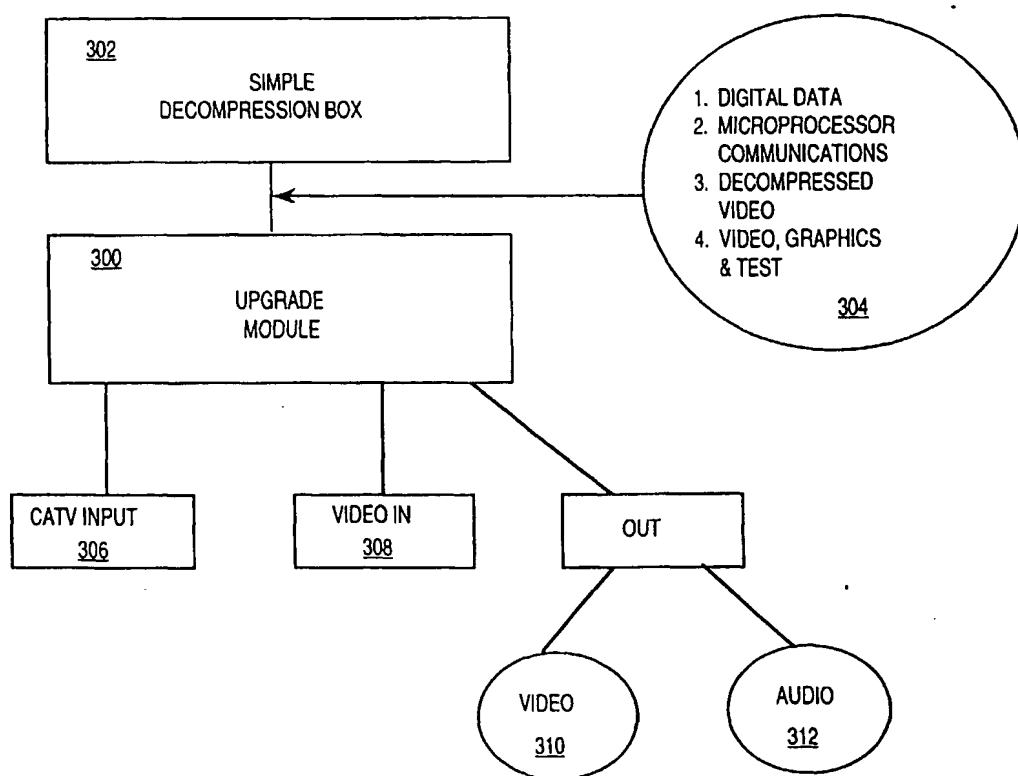 302
SIMPLE
DECOMPRESSION BOX
1. DIGITAL DATA
2. MICROPROCESSOR
COMMUNICATIONS
3. DECOMPRESSED
VIDEO
4. VIDEO, GRAPHICS
& TEST
304
300
UPGRADE
MODULE
CATV INPUT
306
VIDEO IN
308
OUT
VIDEO
310
AUDIO
312